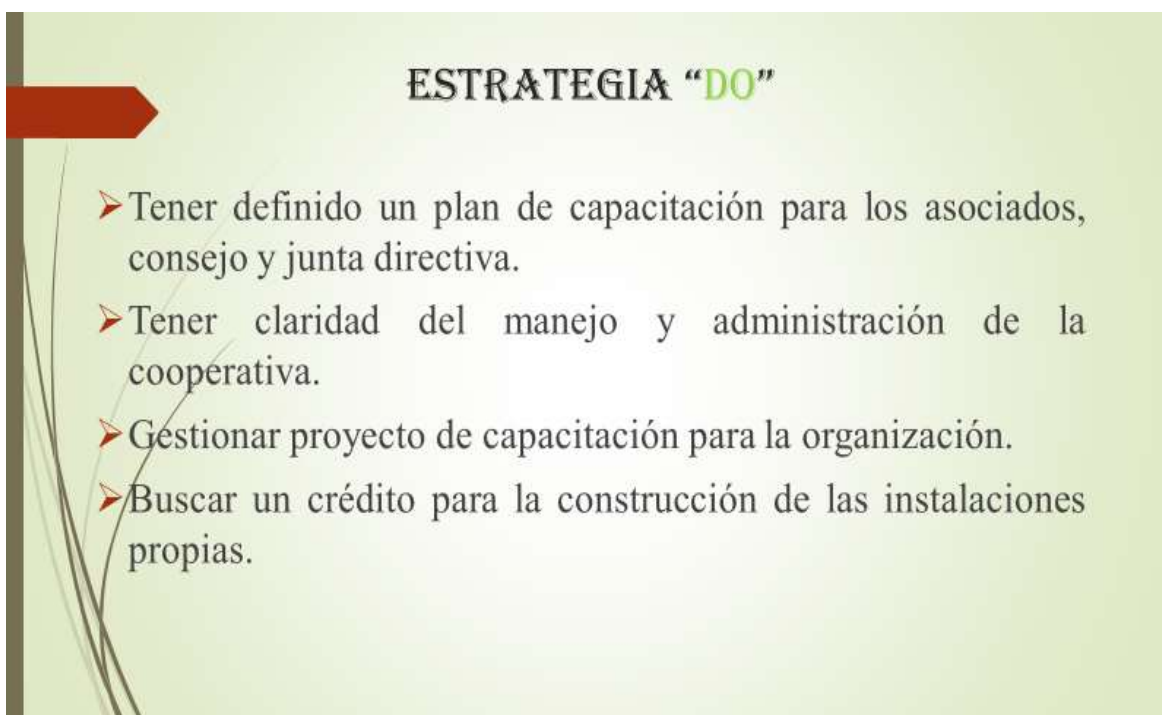 ESTRATEGIA “DO”
➢Tener definido un plan de capacitación para los asociados,
consejo y junta directiva.
➢Tener claridad del manejo y administración de la
cooperativa.
➢Gestionar proyecto de capacitación para la organización.
➢Buscar un crédito para la construcción de las instalaciones
propias.